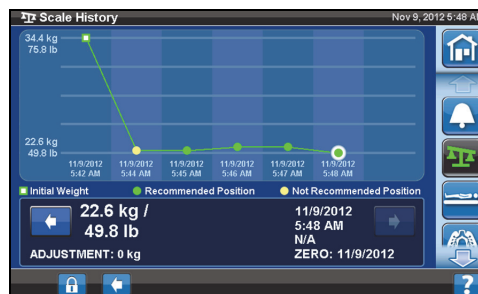 Scale History
Nov 9, 2012 5:48 AM
34.4 kg
75.8 lb
22.6 kg
49.8 lb
11/9/2012 11/9/2012 11/9/2012 11/9/2012 11/9/2012 11/9/2012
5:42 AM 5:44 AM 5:45 AM 5:46 AM 5:47 AM 5:48 AM
Initial Weight Recommended Position Not Recommended Position
22.6 kg /
49.8 lb
11/9/2012
5:48 AM
N/A
ADJUSTMENT: 0 kg
ZERO: 11/9/2012
?